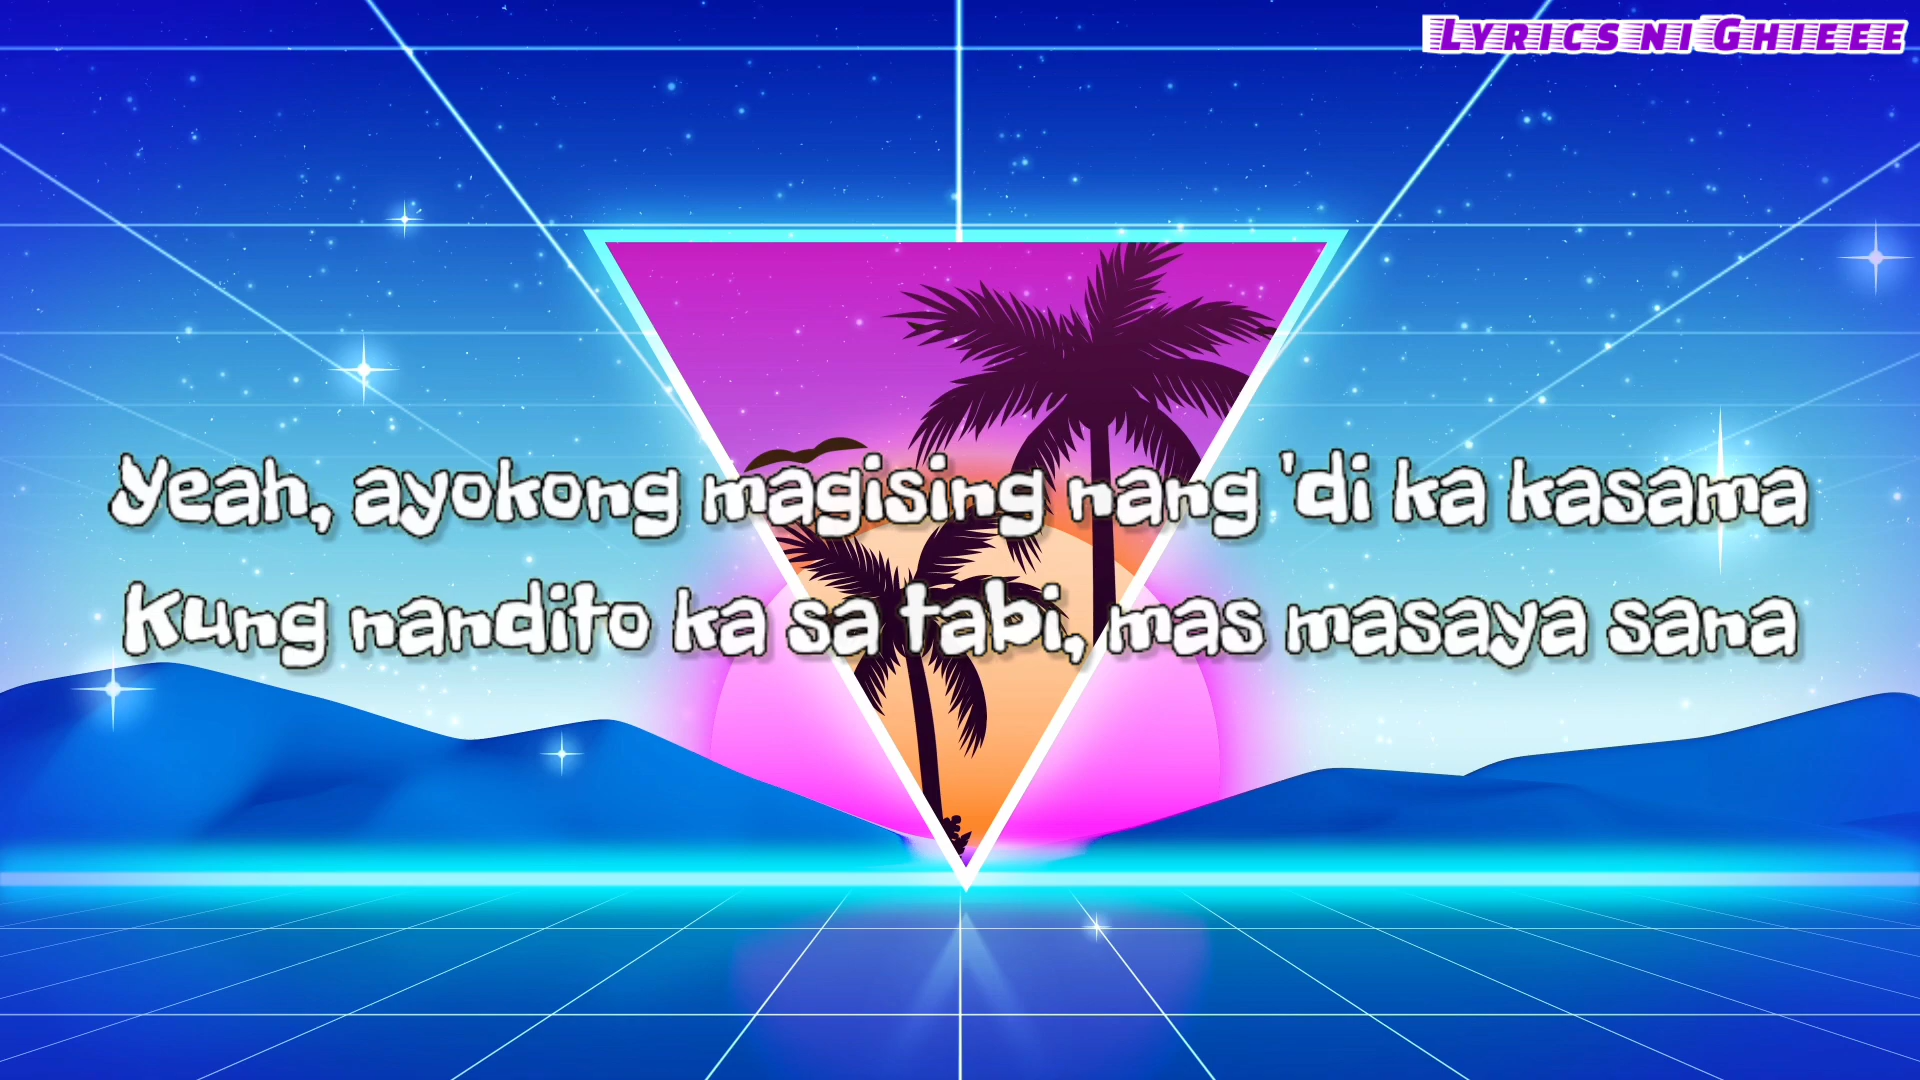 Lyrics ni Ghieee
Yeah, ayokong magising nang 'di ka kasama
Kung nandito ka sa tabi, mas masaya sana